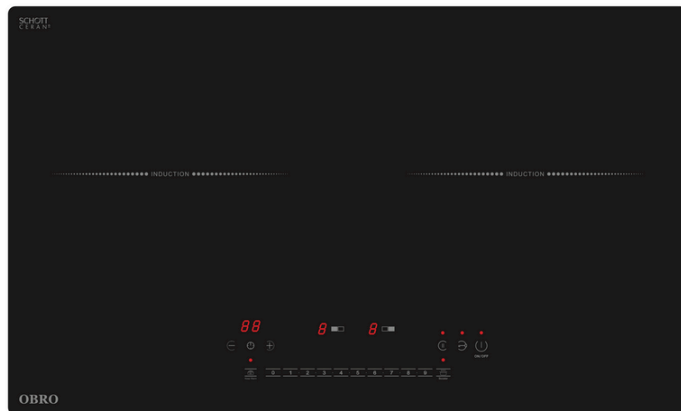 SCHOTT
CERAN®
INDUCTION
INDUCTION
88
8
8
ON/OFF
0 1 2 3 4 5 6 7 8 9
OBRO